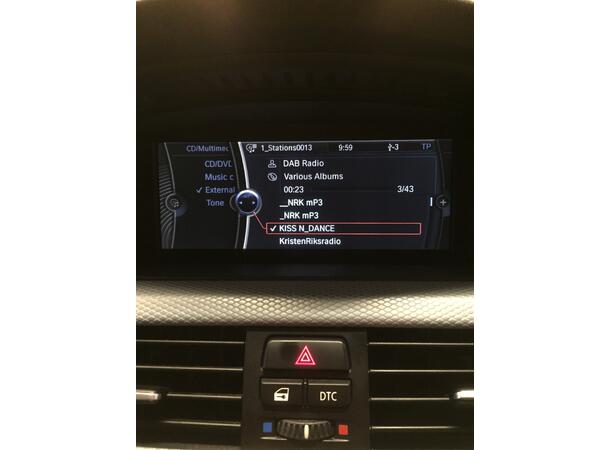 CD/Multimed 1_Stations0013 9:59 3 TP
CD/DVD DAB Radio
Music c Various Albums
External 00:23 3/43
Tone __NRK mP3
_NRK mP3
KISS N_DANCE
KristenRiksradio
DTC